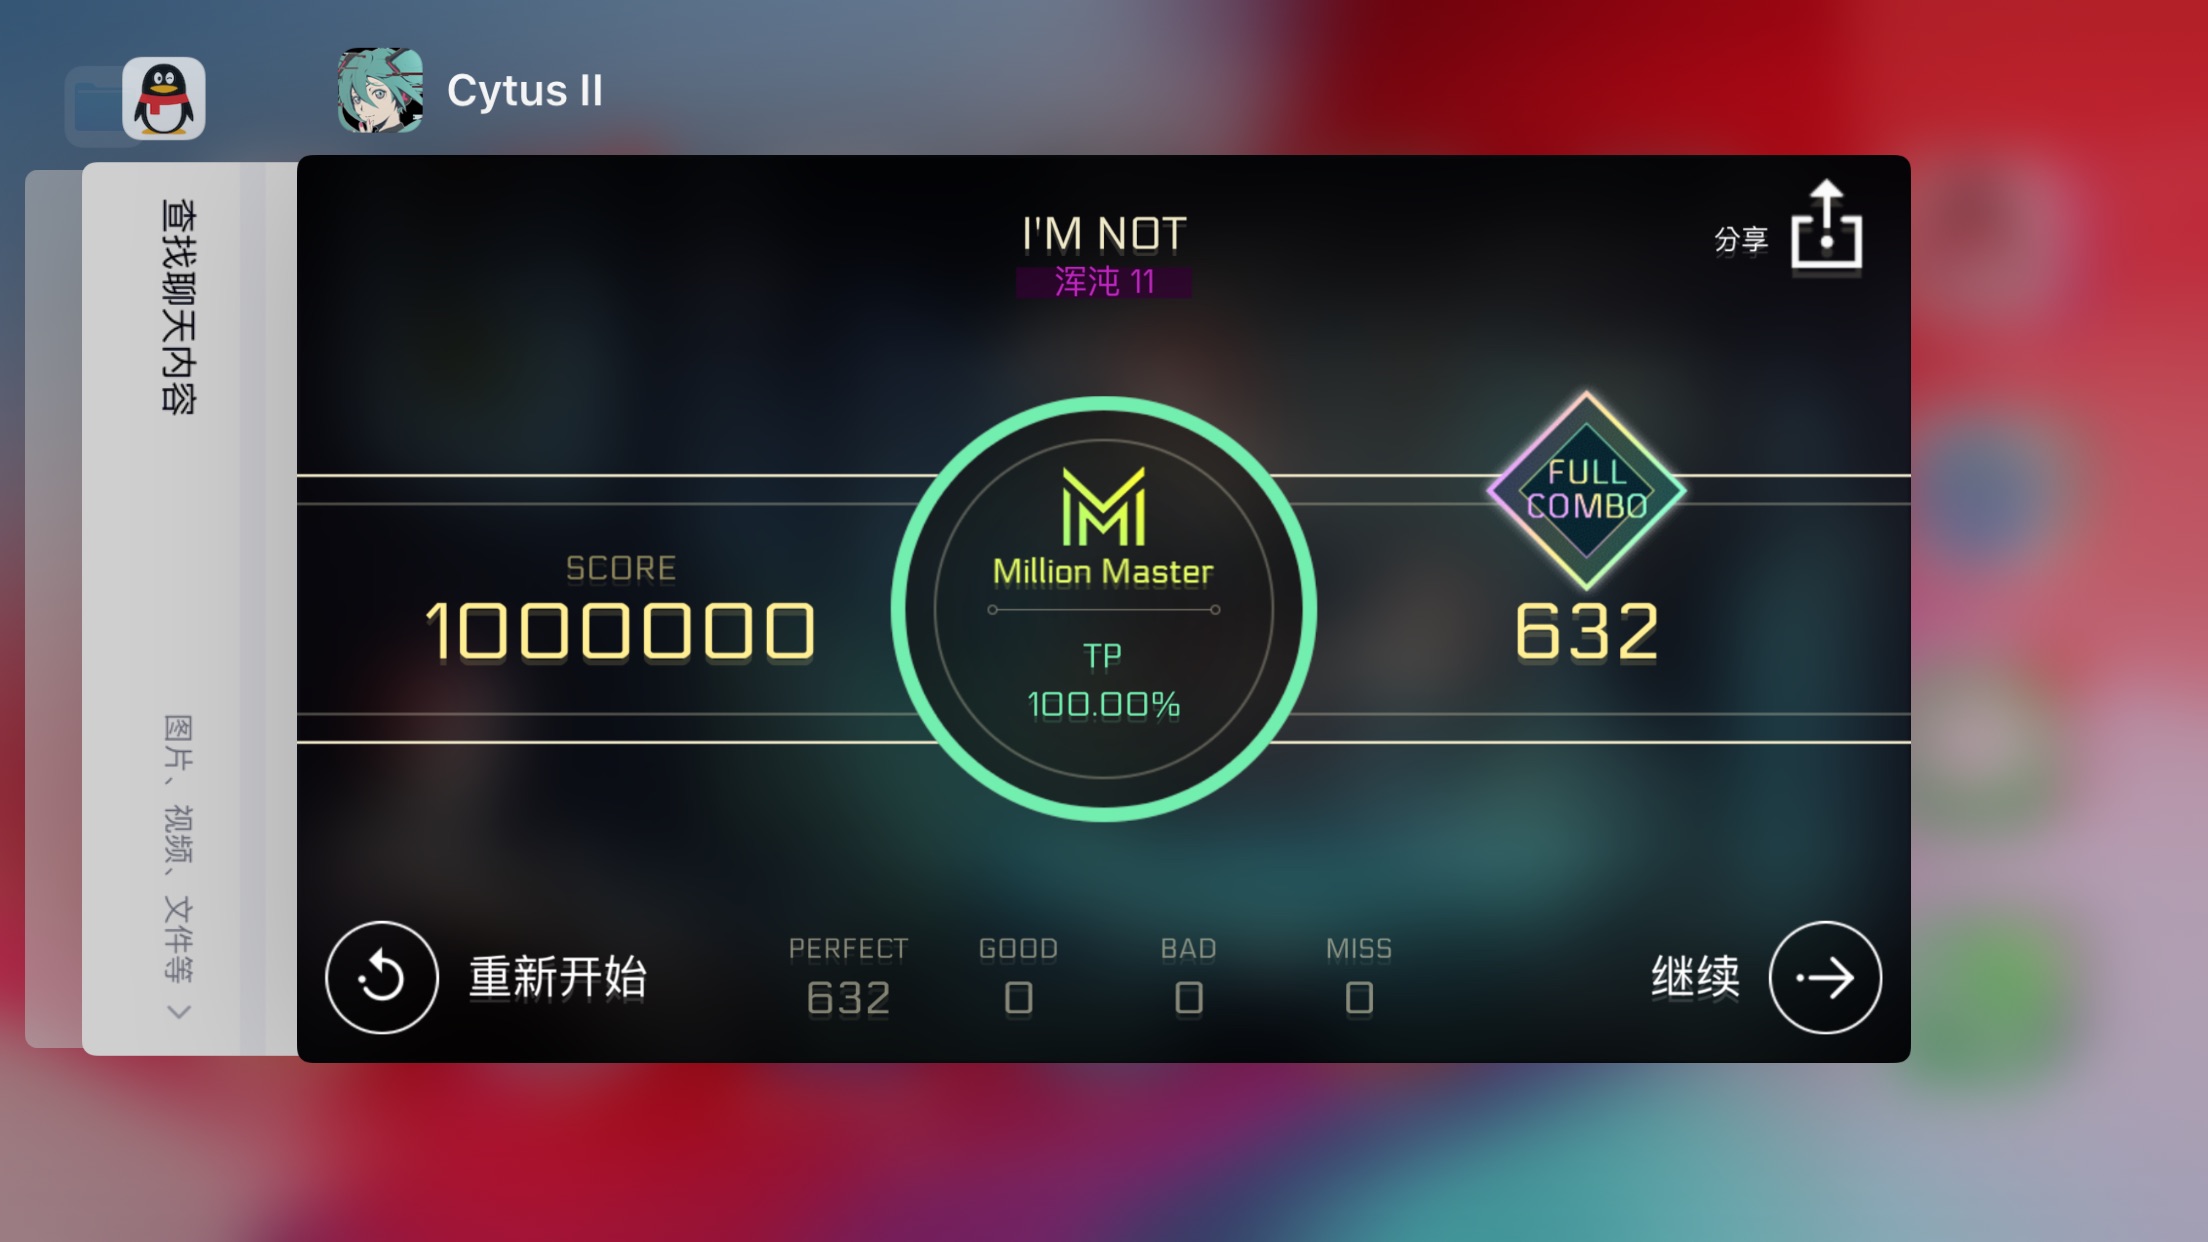 Cytus II
查找聊天内容
图片、视频、文件等
I'M NOT
浑沌 11
分享
FULL
COMBO
Million Master
SCORE
1000000
632
TP
100.00%
重新开始
PERFECT
GOOD
BAD
MISS
632
0
0
0
继续